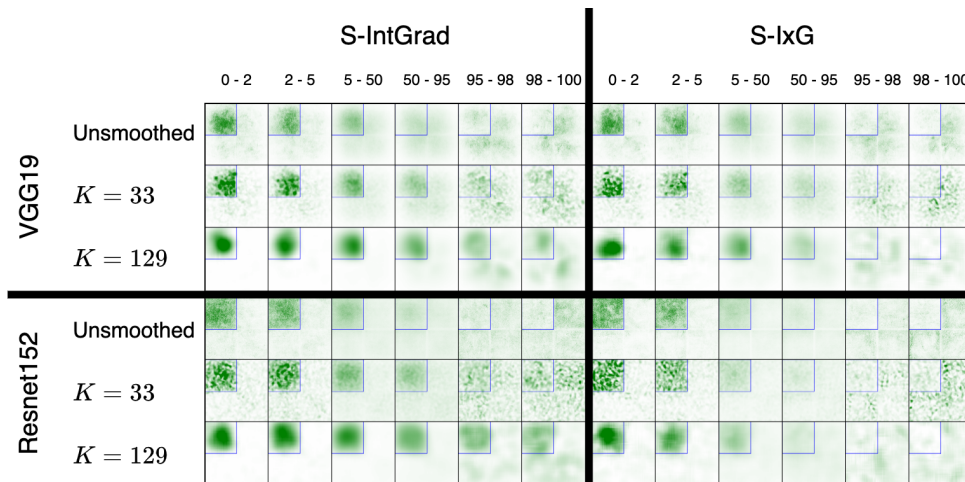 S-IntGrad S-IxG
0 - 2 2 - 5 5 - 50 50 - 95 95 - 98 98 - 100 0 - 2 2 - 5 5 - 50 50 - 95 95 - 98 98 - 100
VGG19
Unsmoothed
K = 33
K = 129
Resnet152
Unsmoothed
K = 33
K = 129